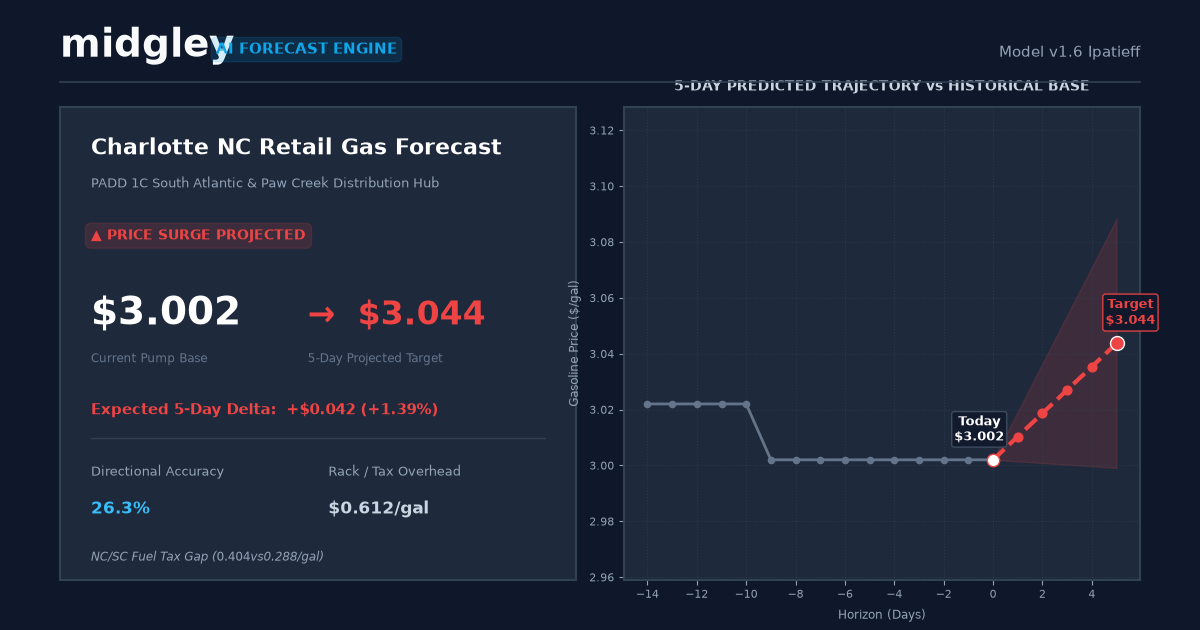 midgley
AI FORECAST ENGINE
Model v1.6 Ipatieff
Charlotte NC Retail Gas Forecast
PADD 1C South Atlantic & Paw Creek Distribution Hub
▲ PRICE SURGE PROJECTED
$3.002 → $3.044
Current Pump Base 5-Day Projected Target
Expected 5-Day Delta: +$0.042 (+1.39%)
Directional Accuracy Rack / Tax Overhead
26.3% $0.612/gal
NC/SC Fuel Tax Gap (0.404vs0.288/gal)
5-DAY PREDICTED TRAJECTORY vs HISTORICAL BASE
Gasoline Price ($/gal)
3.12
3.10
3.08
3.06
3.04
3.02
3.00
2.98
2.96
Target
$3.044
Today
$3.002
−14 −12 −10 −8 −6 −4 −2 0 2 4
Horizon (Days)